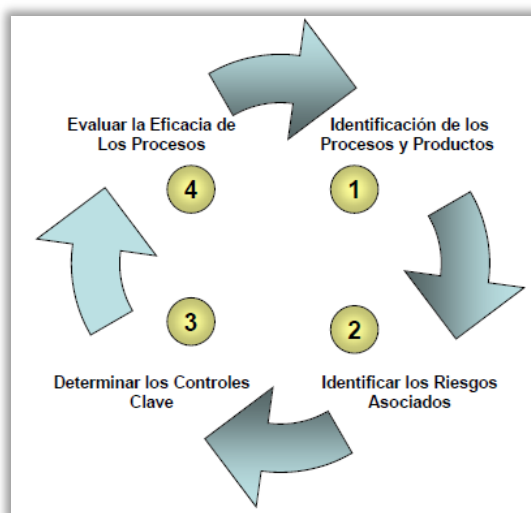 Evaluar la Eficacia de
Los Procesos
4
Identificación de los
Procesos y Productos
1
2
Identificar los Riesgos
Asociados
3
Determinar los Controles
Clave